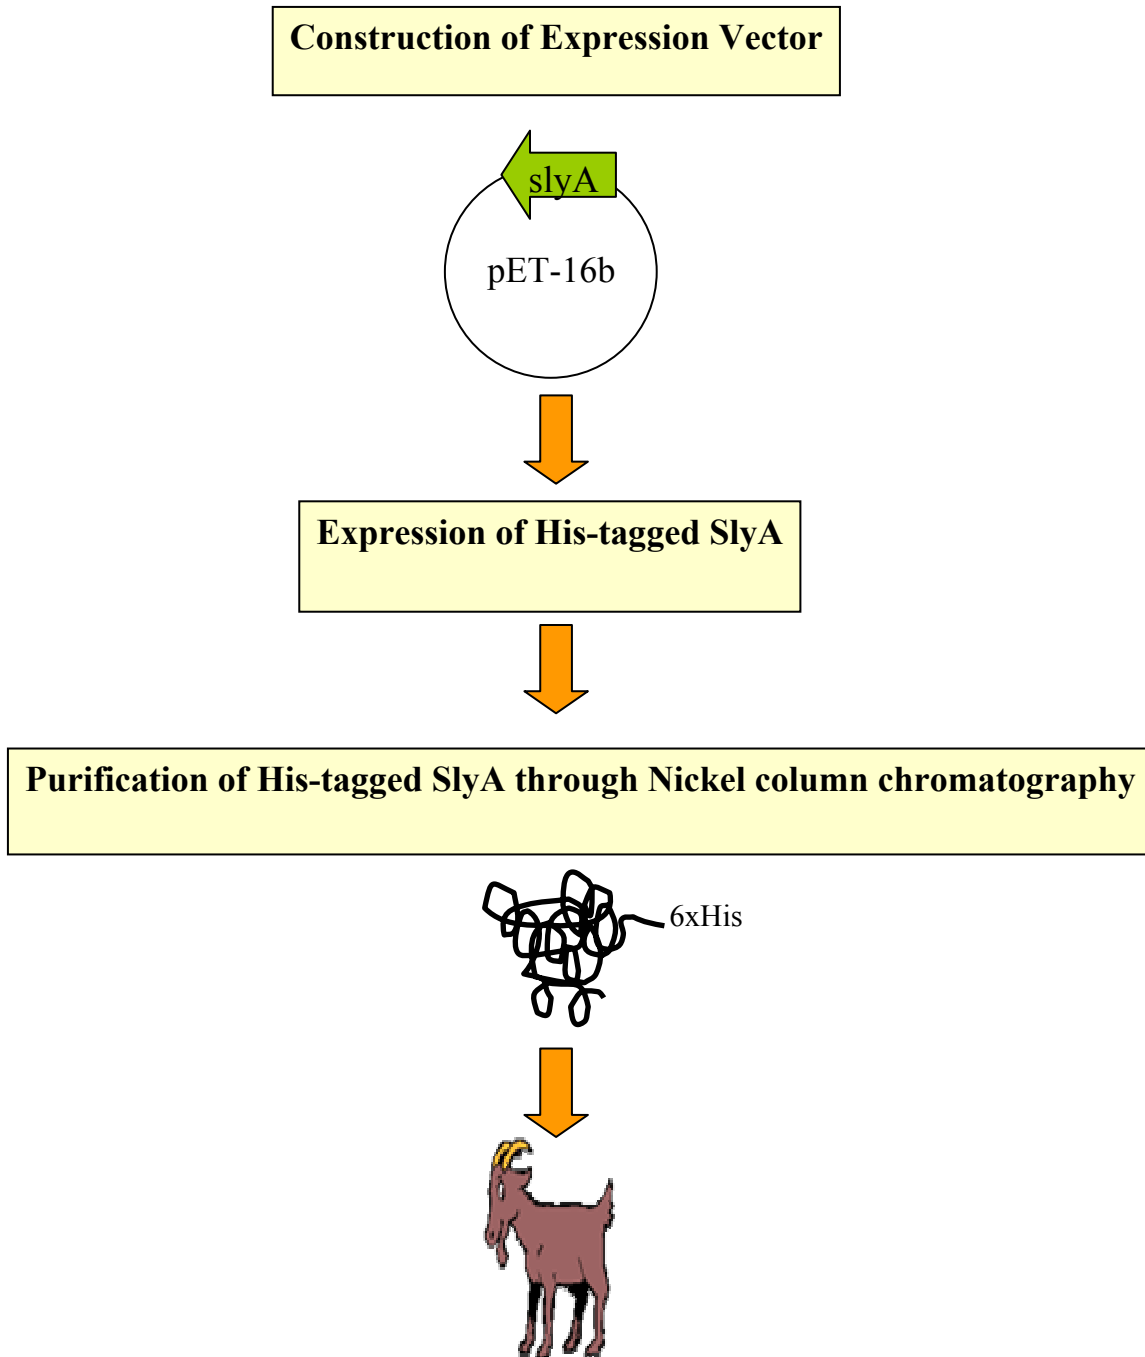 Construction of Expression Vector
slyA
pET-16b
Expression of His-tagged SlyA
Purification of His-tagged SlyA through Nickel column chromatography
6xHis